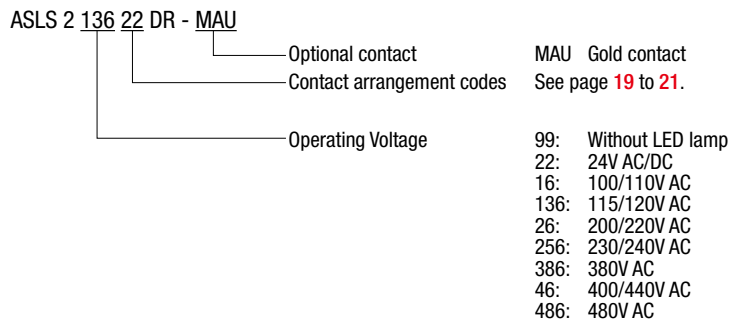 ASLS 2 136 22 DR - MAU
Optional contact MAU Gold contact
Contact arrangement codes See page 19 to 21.
Operating Voltage 99: Without LED lamp
22: 24V AC/DC
16: 100/110V AC
136: 115/120V AC
26: 200/220V AC
256: 230/240V AC
386: 380V AC
46: 400/440V AC
486: 480V AC